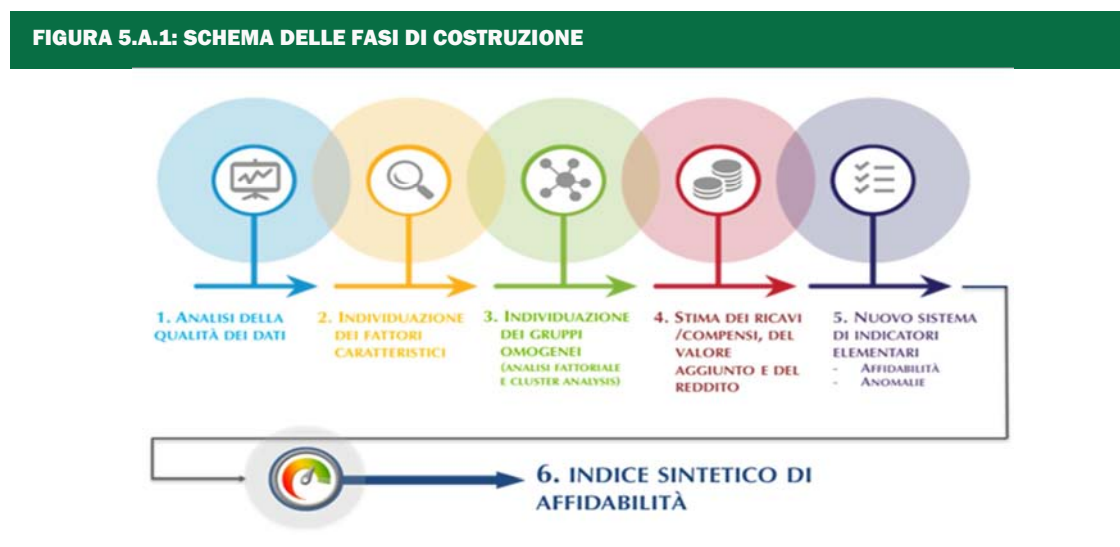 FIGURA 5.A.1: SCHEMA DELLE FASI DI COSTRUZIONE
1. ANALISI DELLA
QUALITÀ DEI DATI
2. INDIVIDUAZIONE
DEI FATTORI
CARATTERISTICI
3. INDIVIDUAZIONE
DEI GRUPPI
OMOGENEI
(ANALISI FATTORIALE
E CLUSTER ANALYSIS)
4. STIMA DEI RICAVI
/COMPENSI, DEL
VALORE
AGGIUNTO E DEL
REDDITO
5. NUOVO SISTEMA
DI INDICATORI
ELEMENTARI
- AFFIDABILITÀ
- ANOMALIE
6. INDICE SINTETICO DI
AFFIDABILITÀ